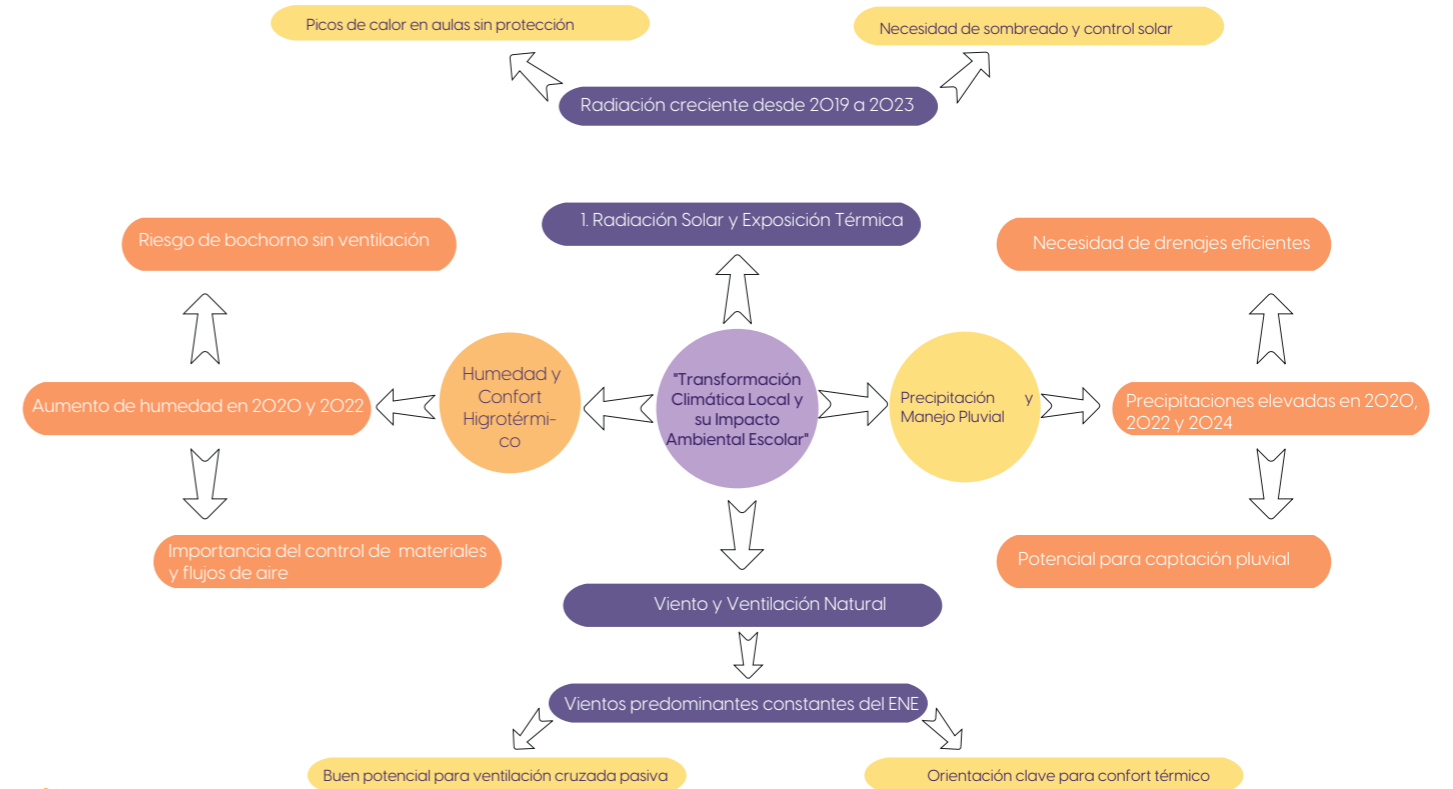 Picos de calor en aulas sin protección
Necesidad de sombreado y control solar
Radiación creciente desde 2019 a 2023
1. Radiación Solar y Exposición Térmica
Riesgo de bochorno sin ventilación
Necesidad de drenajes eficientes
Aumento de humedad en 2020 y 2022
Humedad y
Confort
Higrotérmi-
co
"Transformación
Climática Local y
su Impacto
Ambiental Escolar"
Precipitación y
Manejo Pluvial
Precipitaciones elevadas en 2020,
2022 y 2024
Importancia del control de materiales
y flujos de aire
Potencial para captación pluvial
Viento y Ventilación Natural
Vientos predominantes constantes del ENE
Buen potencial para ventilación cruzada pasiva
Orientación clave para confort térmico